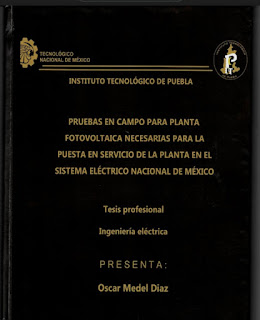 TECNOLÓGICO
NACIONAL DE MÉXICO
INSTITUTO TECNOLÓGICO DE PUEBLA
PRUEBAS EN CAMPO PARA PLANTA
FOTOVOLTAICA NECESARIAS PARA LA
PUESTA EN SERVICIO DE LA PLANTA EN EL
SISTEMA ELÉCTRICO NACIONAL DE MÉXICO
Tesis profesional
Ingeniería eléctrica
PRESENTA:
Oscar Medel Díaz